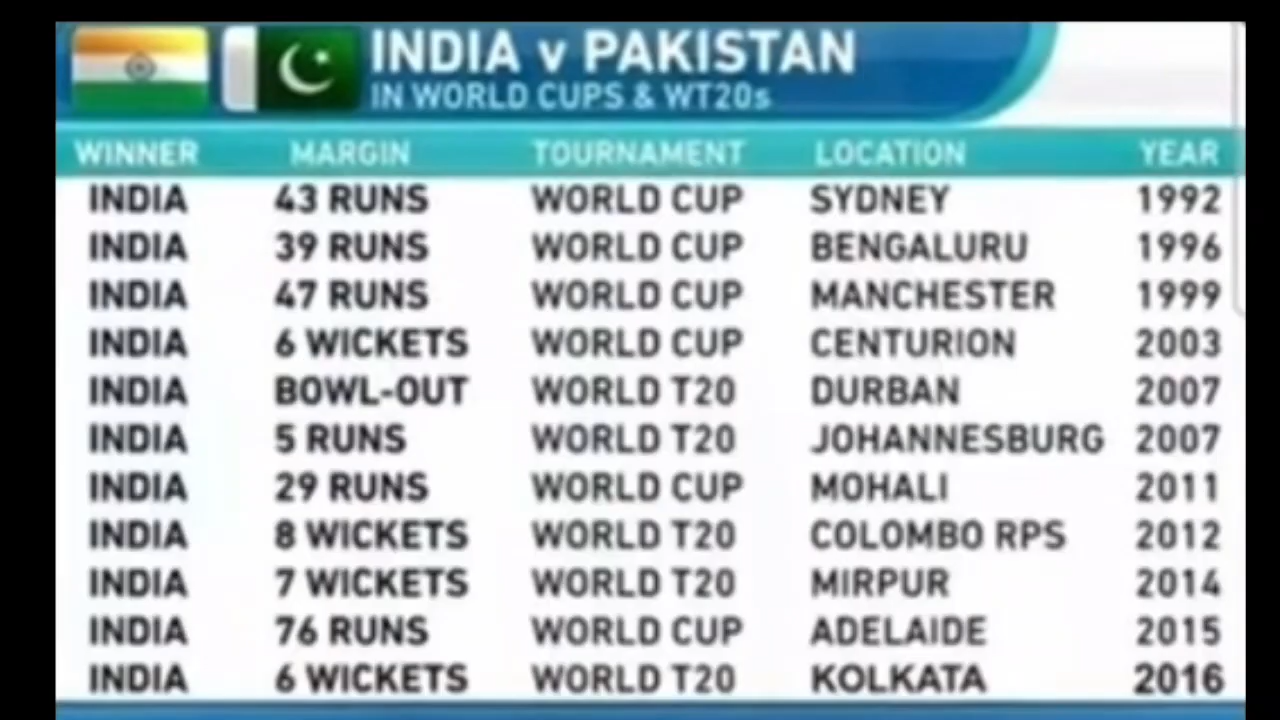 INDIA v PAKISTAN
IN WORLD CUPS & WT20s
WINNER MARGIN TOURNAMENT LOCATION YEAR
INDIA 43 RUNS WORLD CUP SYDNEY 1992
INDIA 39 RUNS WORLD CUP BENGALURU 1996
INDIA 47 RUNS WORLD CUP MANCHESTER 1999
INDIA 6 WICKETS WORLD CUP CENTURION 2003
INDIA BOWL-OUT WORLD T20 DURBAN 2007
INDIA 5 RUNS WORLD T20 JOHANNESBURG 2007
INDIA 29 RUNS WORLD CUP MOHALI 2011
INDIA 8 WICKETS WORLD T20 COLOMBO RPS 2012
INDIA 7 WICKETS WORLD T20 MIRPUR 2014
INDIA 76 RUNS WORLD CUP ADELAIDE 2015
INDIA 6 WICKETS WORLD T20 KOLKATA 2016